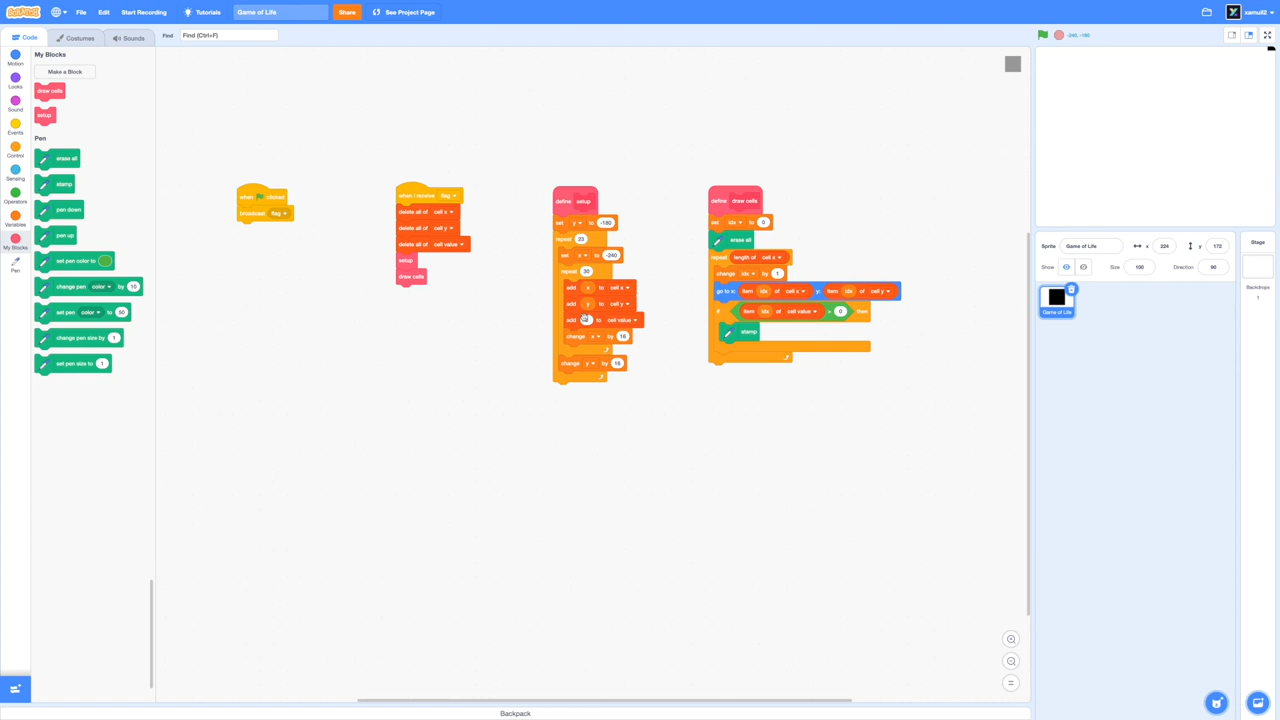 SCRATCH File Edit Start Recording Tutorials Game of Life Share See Project Page xamuil2
Code Costumes Sounds Find Find (Ctrl+F) -240, -180
Motion
Looks
Sound
Events
Control
Sensing
Operators
Variables
My Blocks
Pen
My Blocks
Make a Block
draw cells
setup
Pen
erase all
stamp
pen down
pen up
set pen color to
change pen color by 10
set pen color to 50
change pen size by 1
set pen size to 1
when clicked
broadcast flag
when I receive flag
delete all of cell x
delete all of cell y
delete all of cell value
setup
draw cells
define setup
set y to -180
repeat 23
set x to -240
repeat 30
add x to cell x
add y to cell y
add to cell value
change x by 16
change y by 16
define draw cells
set idx to 0
erase all
repeat length of cell x
change idx by 1
go to x: item idx of cell x y: item idx of cell y
if item idx of cell value = 0 then
stamp
Sprite Game of Life x 224 y 172
Show Size 100 Direction 90
Game of Life
Stage
Backdrops
1
Backpack